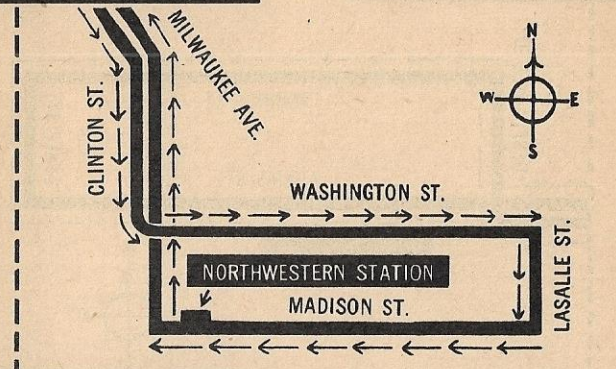 MILWAUKEE AVE.
CLINTON ST.
N
W
E
S
WASHINGTON ST.
LASALLE ST.
NORTHWESTERN STATION
MADISON ST.